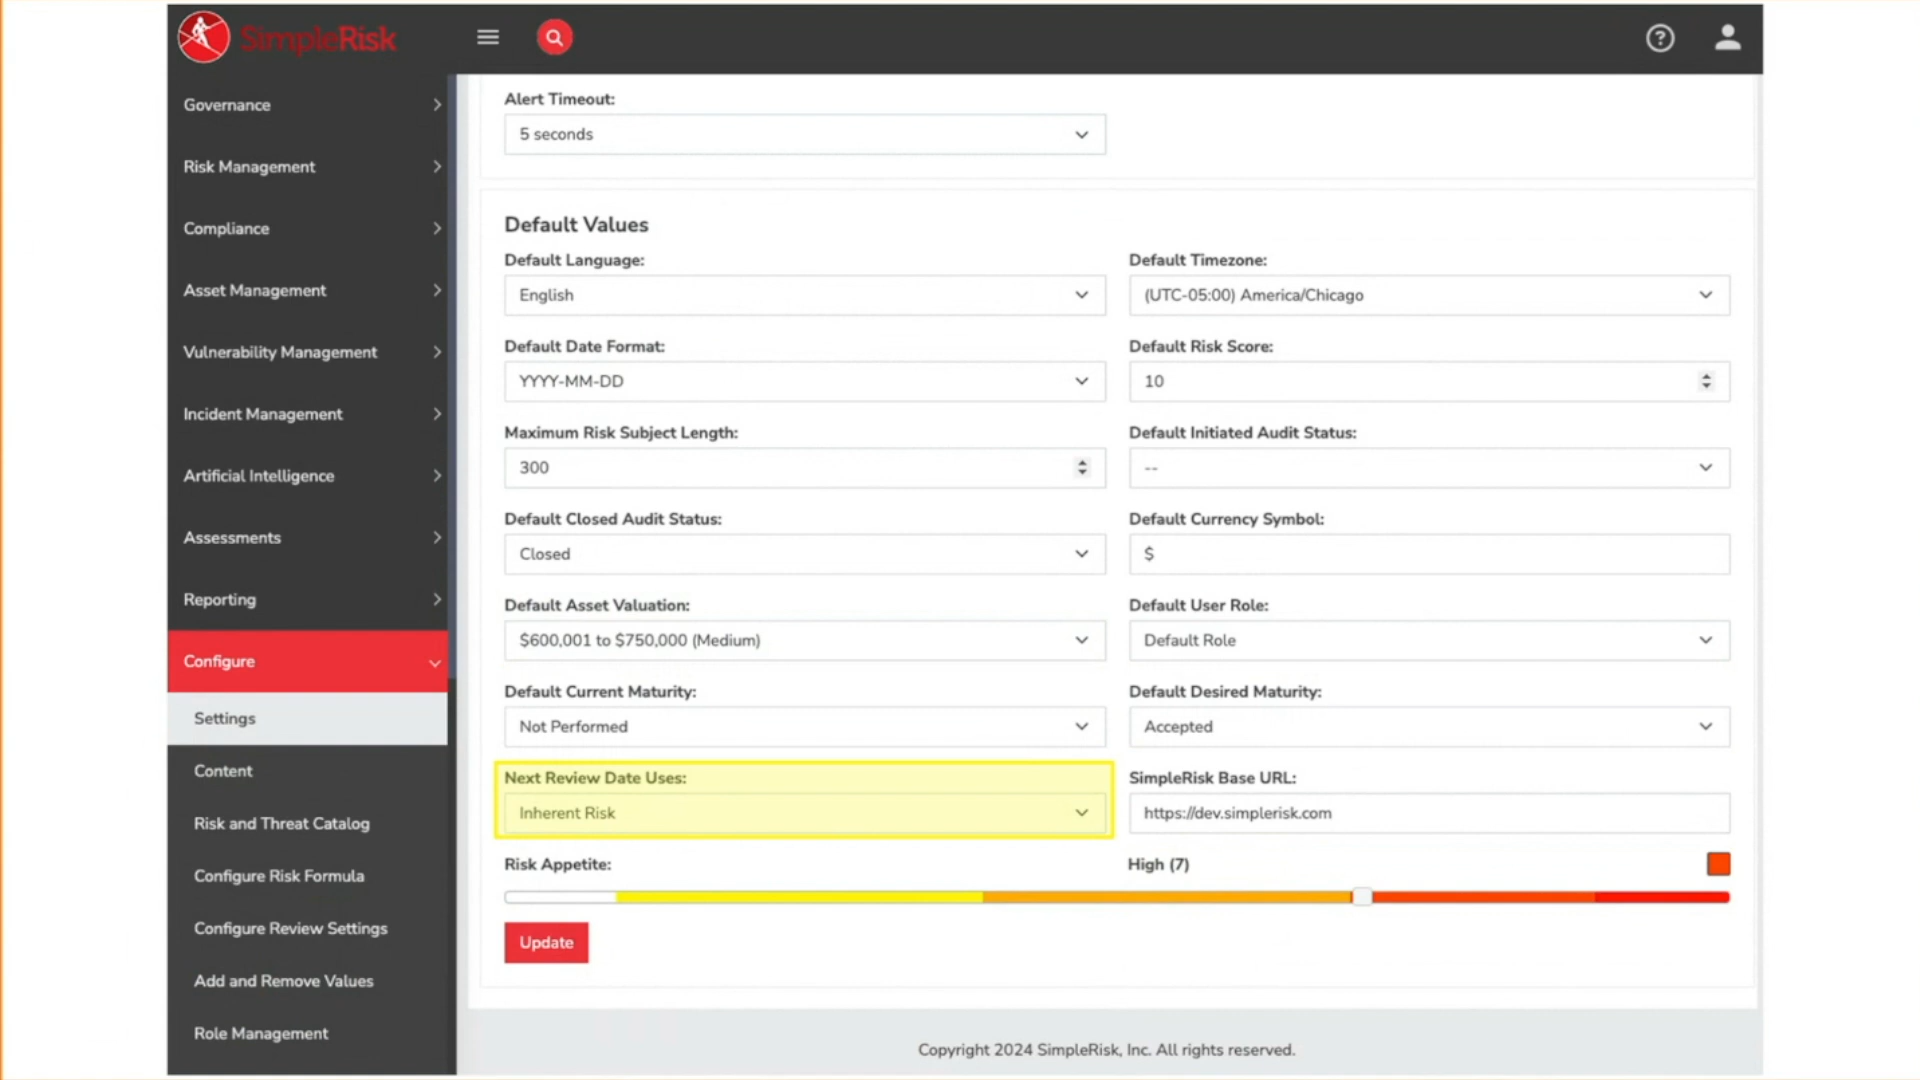 SimpleRisk
Governance
Risk Management
Compliance
Asset Management
Vulnerability Management
Incident Management
Artificial Intelligence
Assessments
Reporting
Configure
Settings
Content
Risk and Threat Catalog
Configure Risk Formula
Configure Review Settings
Add and Remove Values
Role Management
Alert Timeout:
5 seconds
Default Values
Default Language:
English
Default Timezone:
(UTC-05:00) America/Chicago
Default Date Format:
YYYY-MM-DD
Default Risk Score:
10
Maximum Risk Subject Length:
300
Default Initiated Audit Status:
--
Default Closed Audit Status:
Closed
Default Currency Symbol:
$
Default Asset Valuation:
$600,001 to $750,000 (Medium)
Default User Role:
Default Role
Default Current Maturity:
Not Performed
Default Desired Maturity:
Accepted
Next Review Date Uses:
Inherent Risk
SimpleRisk Base URL:
https://dev.simplerisk.com
Risk Appetite:
High (7)
Update
Copyright 2024 SimpleRisk, Inc. All rights reserved.